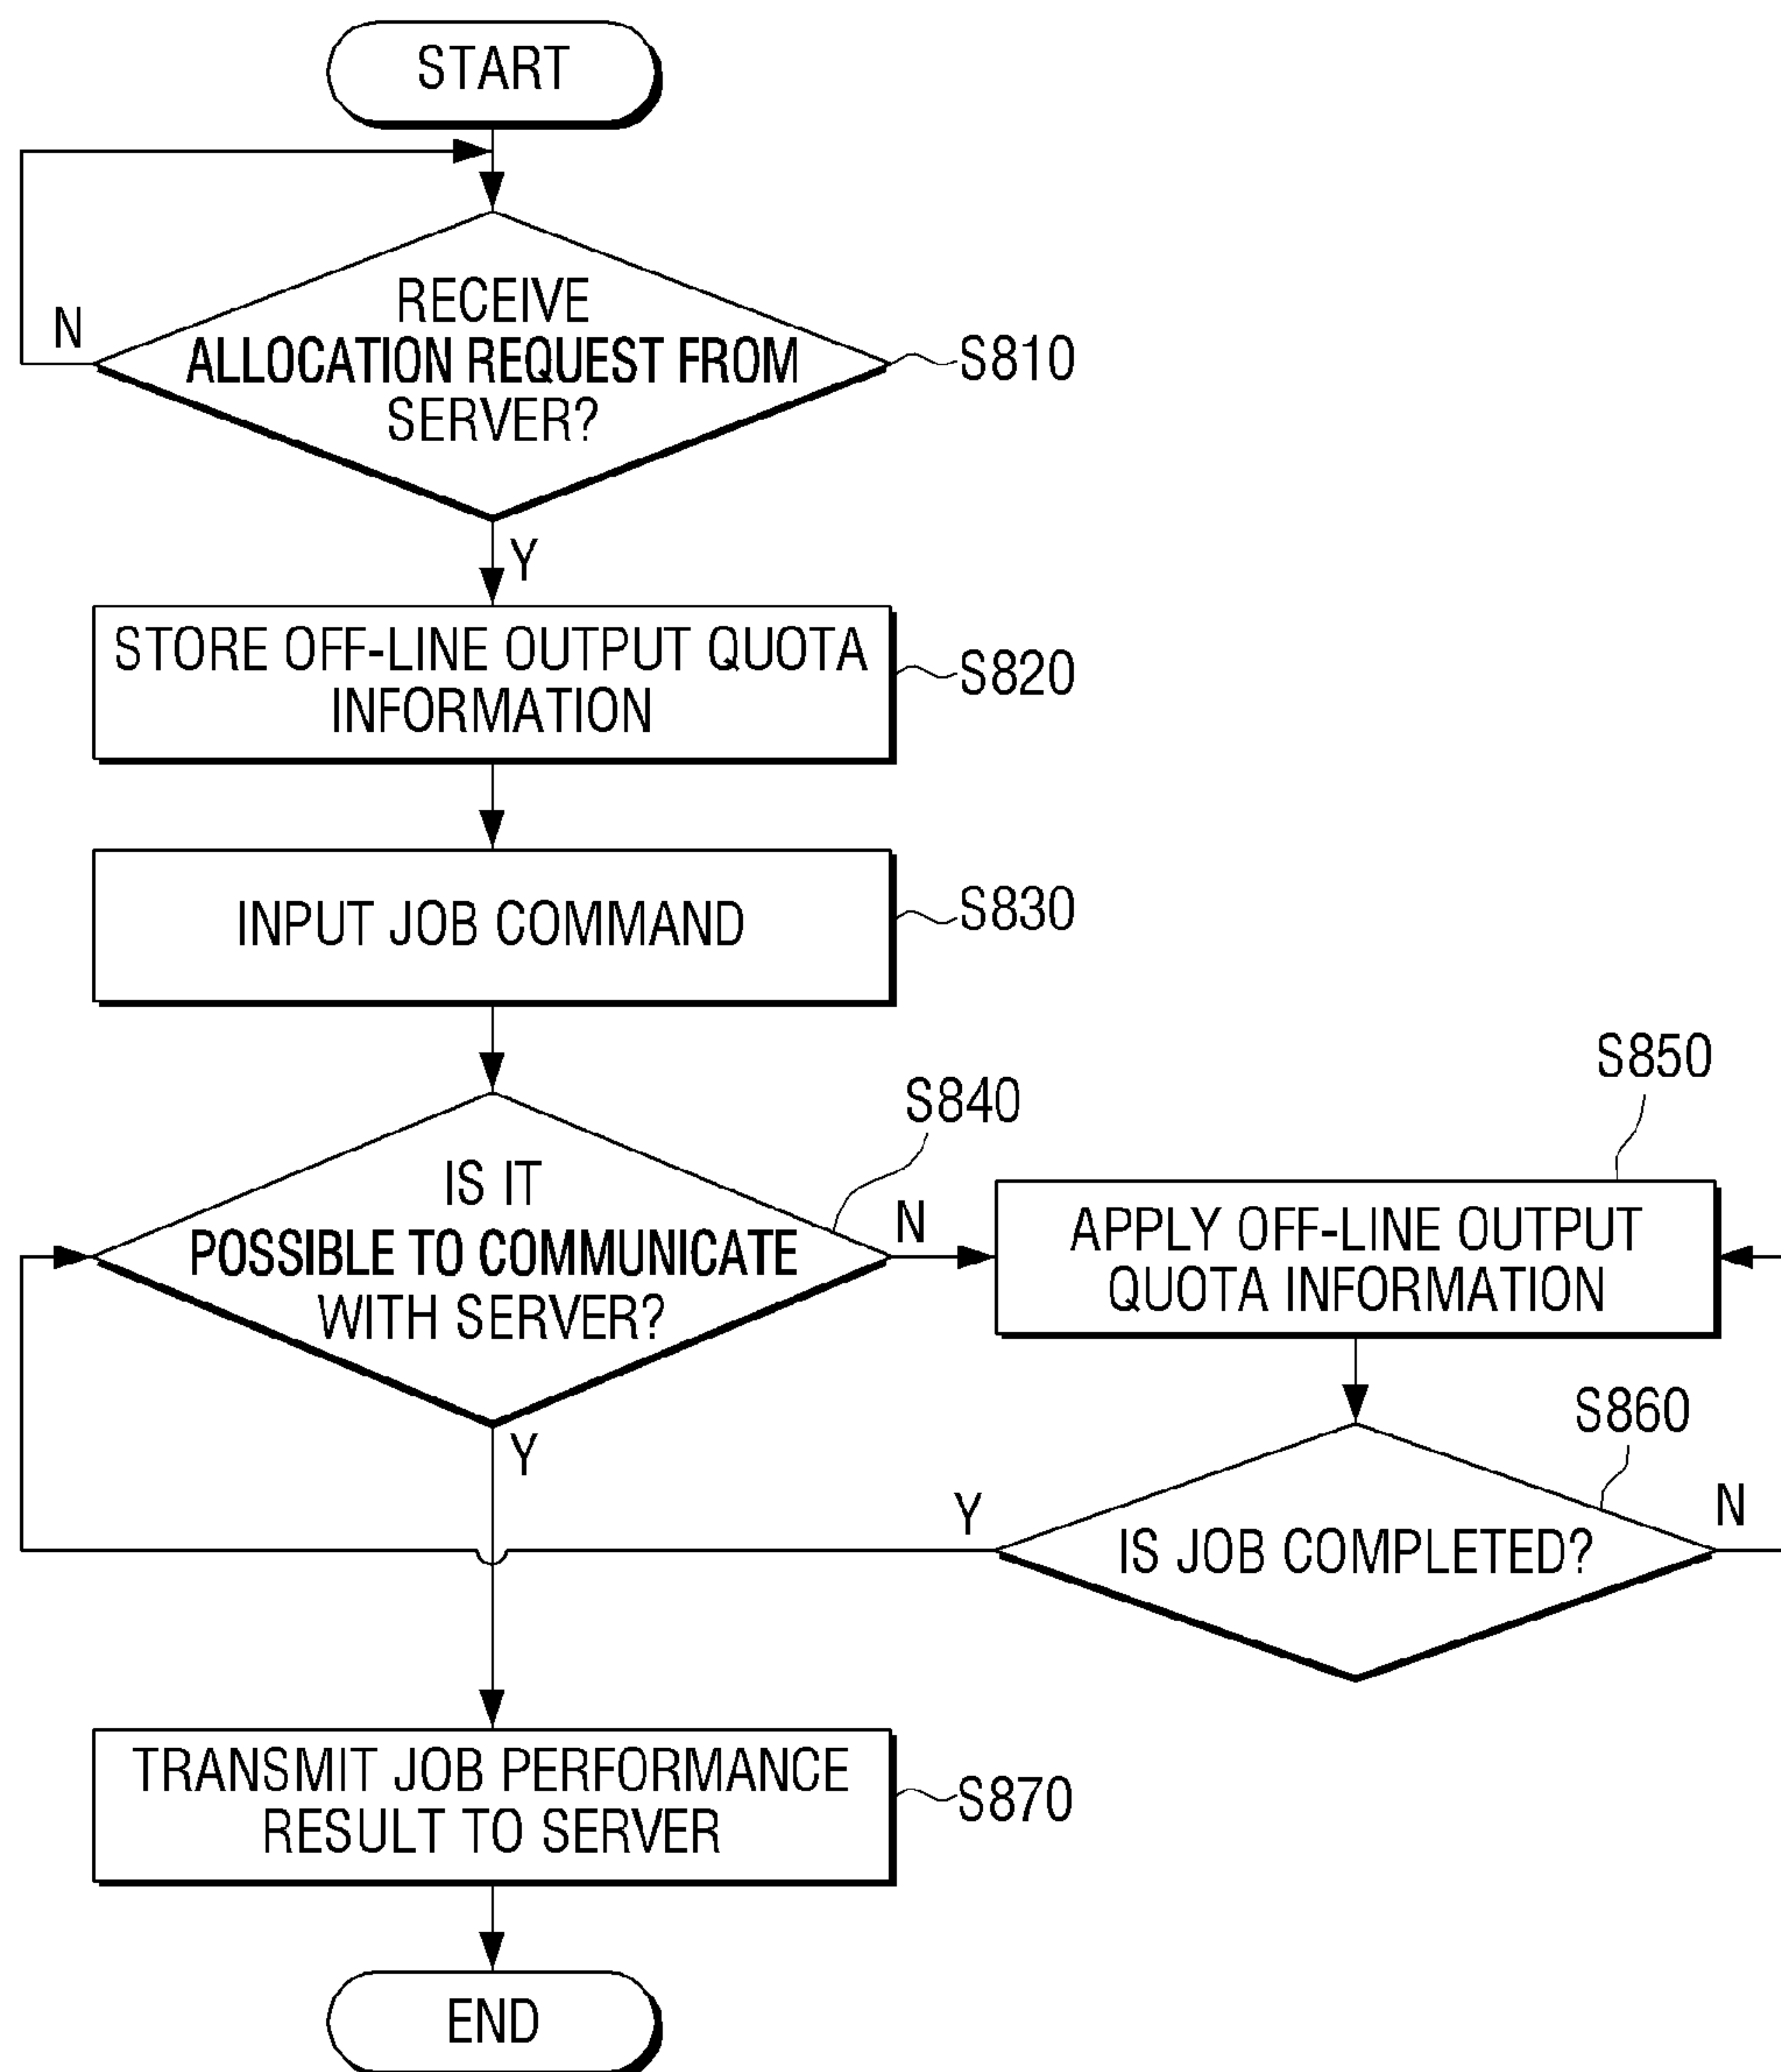 START
N
RECEIVE
ALLOCATION REQUEST FROM
SERVER?
S810
Y
STORE OFF-LINE OUTPUT QUOTA
INFORMATION
S820
INPUT JOB COMMAND
S830
S840
IS IT
POSSIBLE TO COMMUNICATE
WITH SERVER?
N
Y
S850
APPLY OFF-LINE OUTPUT
QUOTA INFORMATION
S860
Y
IS JOB COMPLETED?
N
TRANSMIT JOB PERFORMANCE
RESULT TO SERVER
S870
END